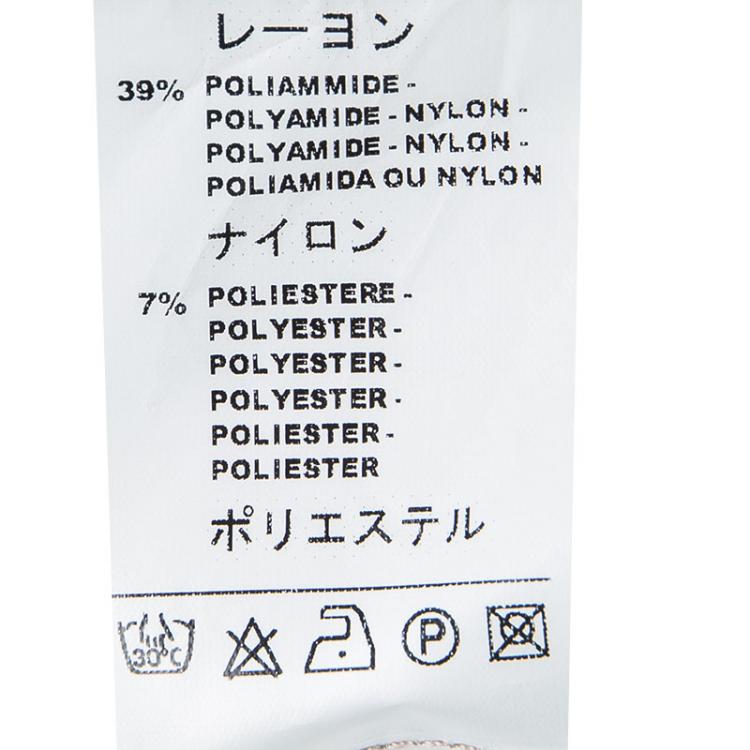 レーヨン
39% POLIAMMIDE -
POLYAMIDE - NYLON -
POLYAMIDE - NYLON -
POLIAMIDA OU NYLON
ナイロン
7% POLIESTERE -
POLYESTER -
POLYESTER -
POLYESTER -
POLIESTER -
POLIESTER
ポリエステル
30°C
P